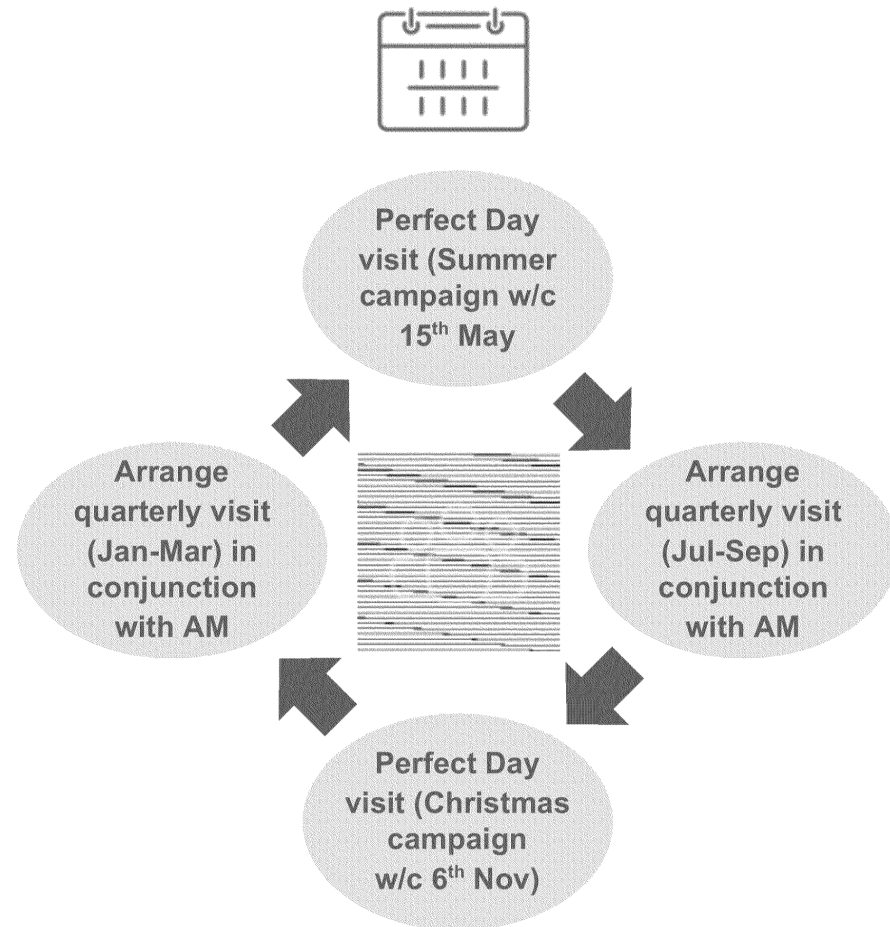 Perfect Day
visit (Summer
campaign w/c
15th May
Arrange
quarterly visit
(Jan-Mar) in
conjunction
with AM
Arrange
quarterly visit
(Jul-Sep) in
conjunction
with AM
Perfect Day
visit (Christmas
campaign
w/c 6th Nov)